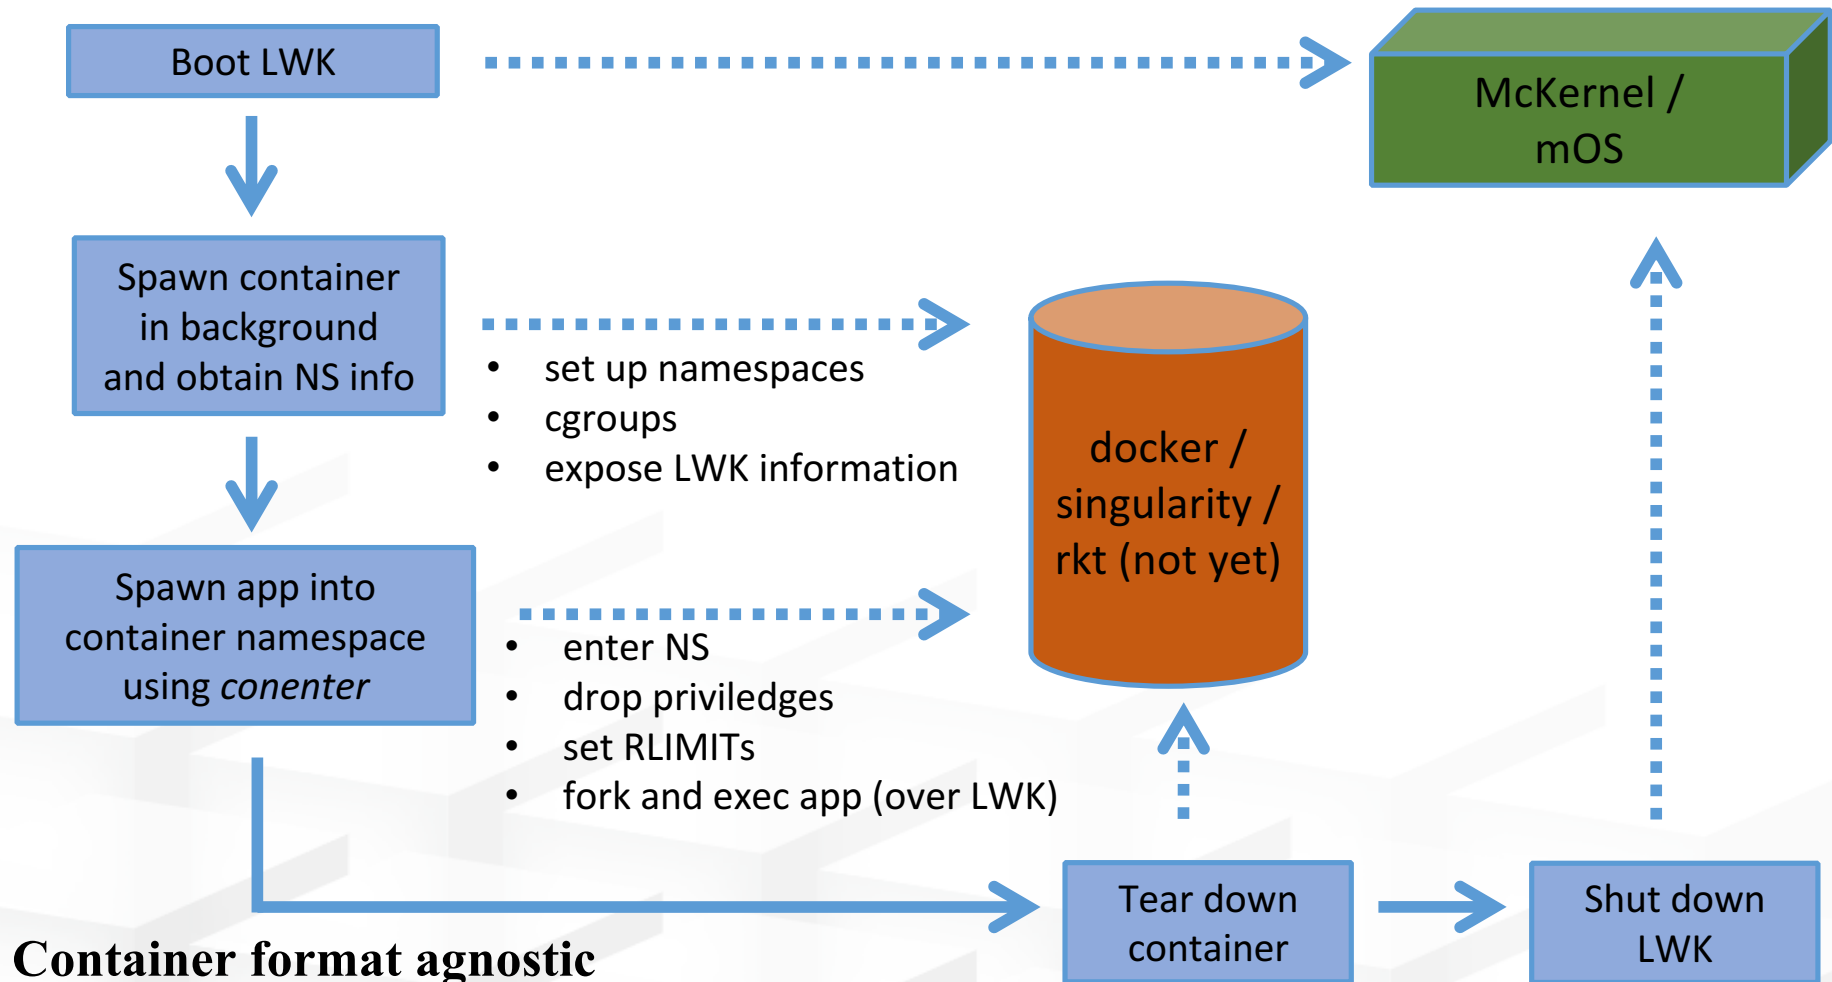 Boot LWK
McKernel /
mOS
Spawn container
in background
and obtain NS info
• set up namespaces
• cgroups
• expose LWK information
docker /
singularity /
rkt (not yet)
Spawn app into
container namespace
using conenter
• enter NS
• drop priviledges
• set RLIMITs
• fork and exec app (over LWK)
Tear down
container
Shut down
LWK
Container format agnostic